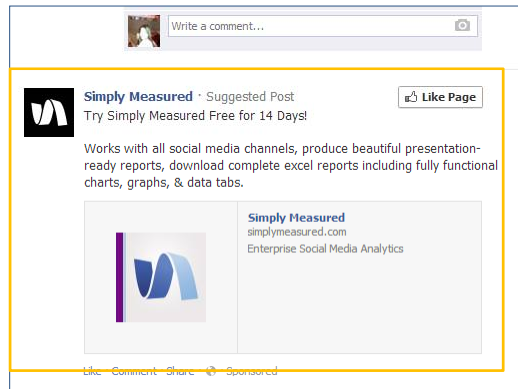 Write a comment...
Simply Measured · Suggested Post
Like Page
Try Simply Measured Free for 14 Days!
Works with all social media channels, produce beautiful presentation-
ready reports, download complete excel reports including fully functional
charts, graphs, & data tabs.
Simply Measured
simplymeasured.com
Enterprise Social Media Analytics
Like · Comment · Share · Sponsored